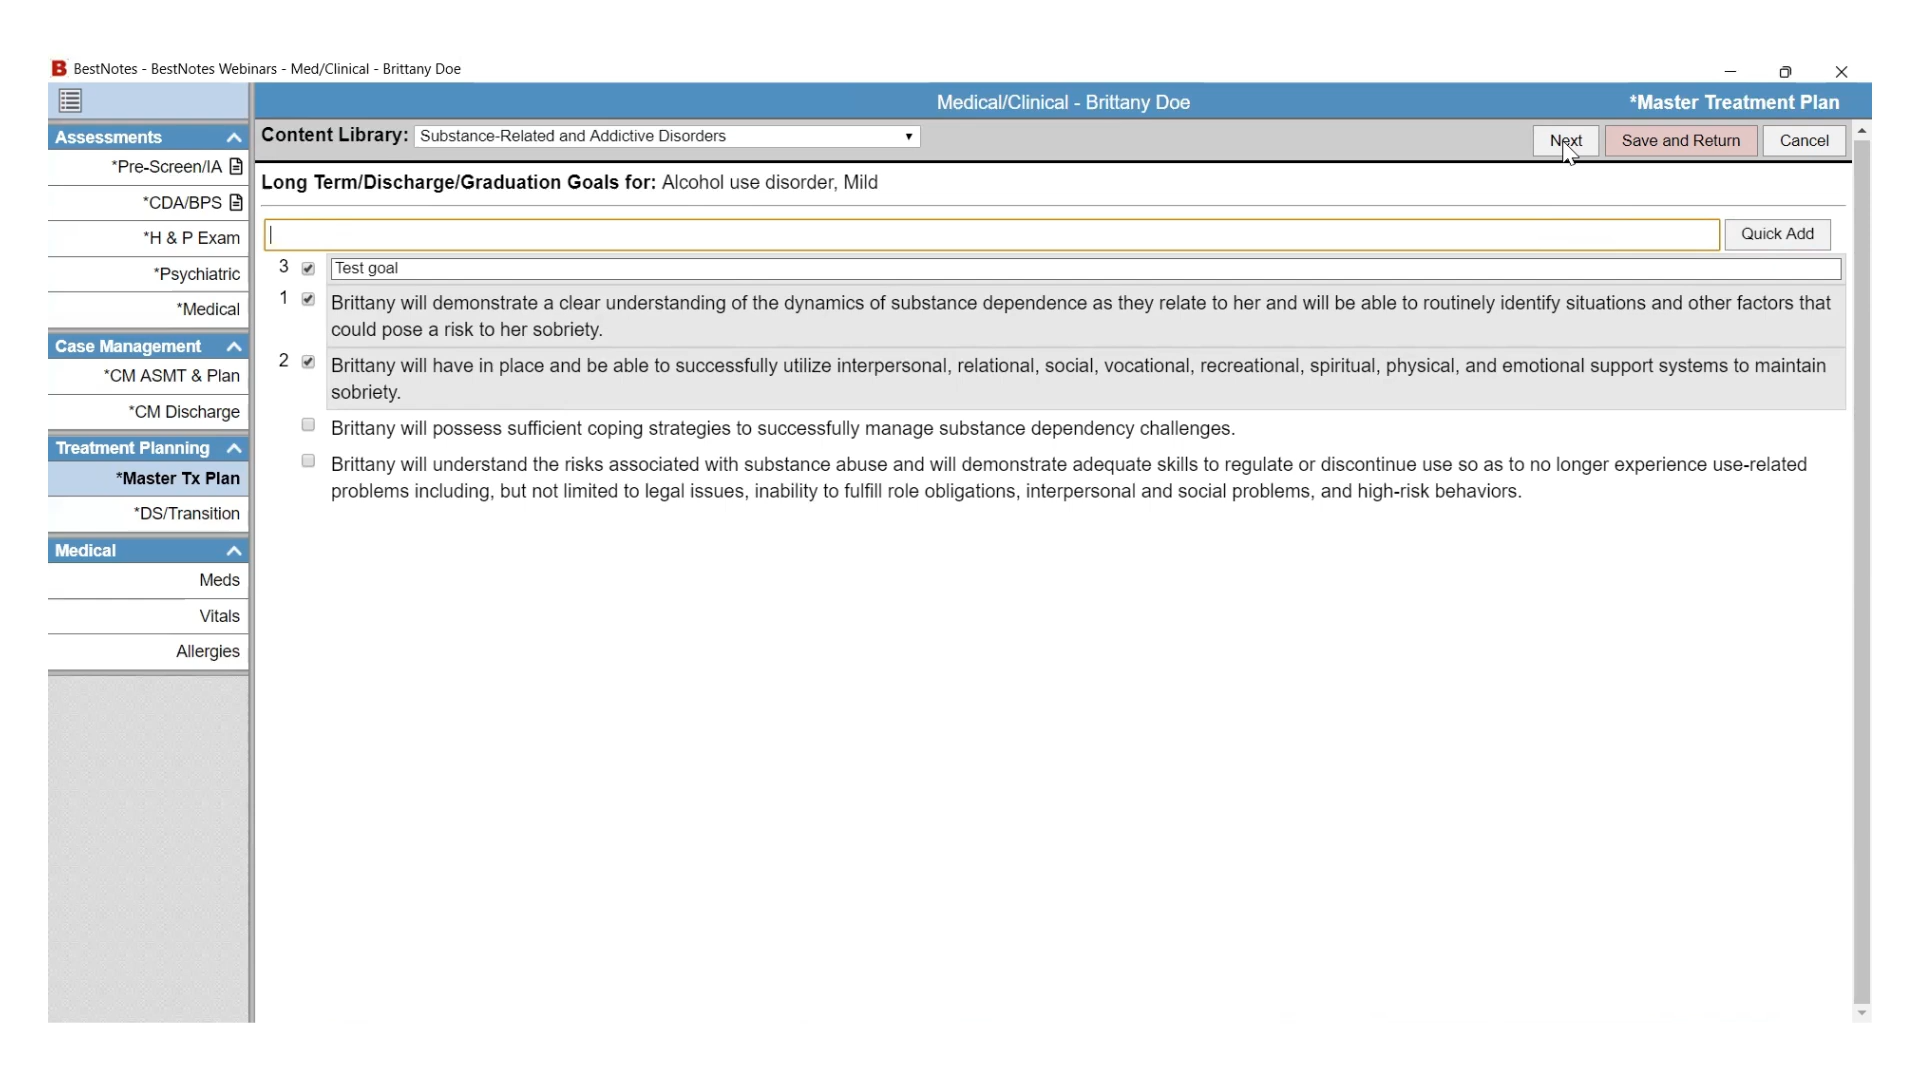 B BestNotes - BestNotes Webinars - Med/Clinical - Brittany Doe
Medical/Clinical - Brittany Doe
*Master Treatment Plan
Assessments
*Pre-Screen/IA
*CDA/BPS
*H & P Exam
*Psychiatric
*Medical
Case Management
*CM ASMT & Plan
*CM Discharge
Treatment Planning
*Master Tx Plan
*DS/Transition
Medical
Meds
Vitals
Allergies
Content Library: Substance-Related and Addictive Disorders
Next
Save and Return
Cancel
Long Term/Discharge/Graduation Goals for: Alcohol use disorder, Mild
Quick Add
3 Test goal
1 Brittany will demonstrate a clear understanding of the dynamics of substance dependence as they relate to her and will be able to routinely identify situations and other factors that
could pose a risk to her sobriety.
2 Brittany will have in place and be able to successfully utilize interpersonal, relational, social, vocational, recreational, spiritual, physical, and emotional support systems to maintain
sobriety.
Brittany will possess sufficient coping strategies to successfully manage substance dependency challenges.
Brittany will understand the risks associated with substance abuse and will demonstrate adequate skills to regulate or discontinue use so as to no longer experience use-related
problems including, but not limited to legal issues, inability to fulfill role obligations, interpersonal and social problems, and high-risk behaviors.